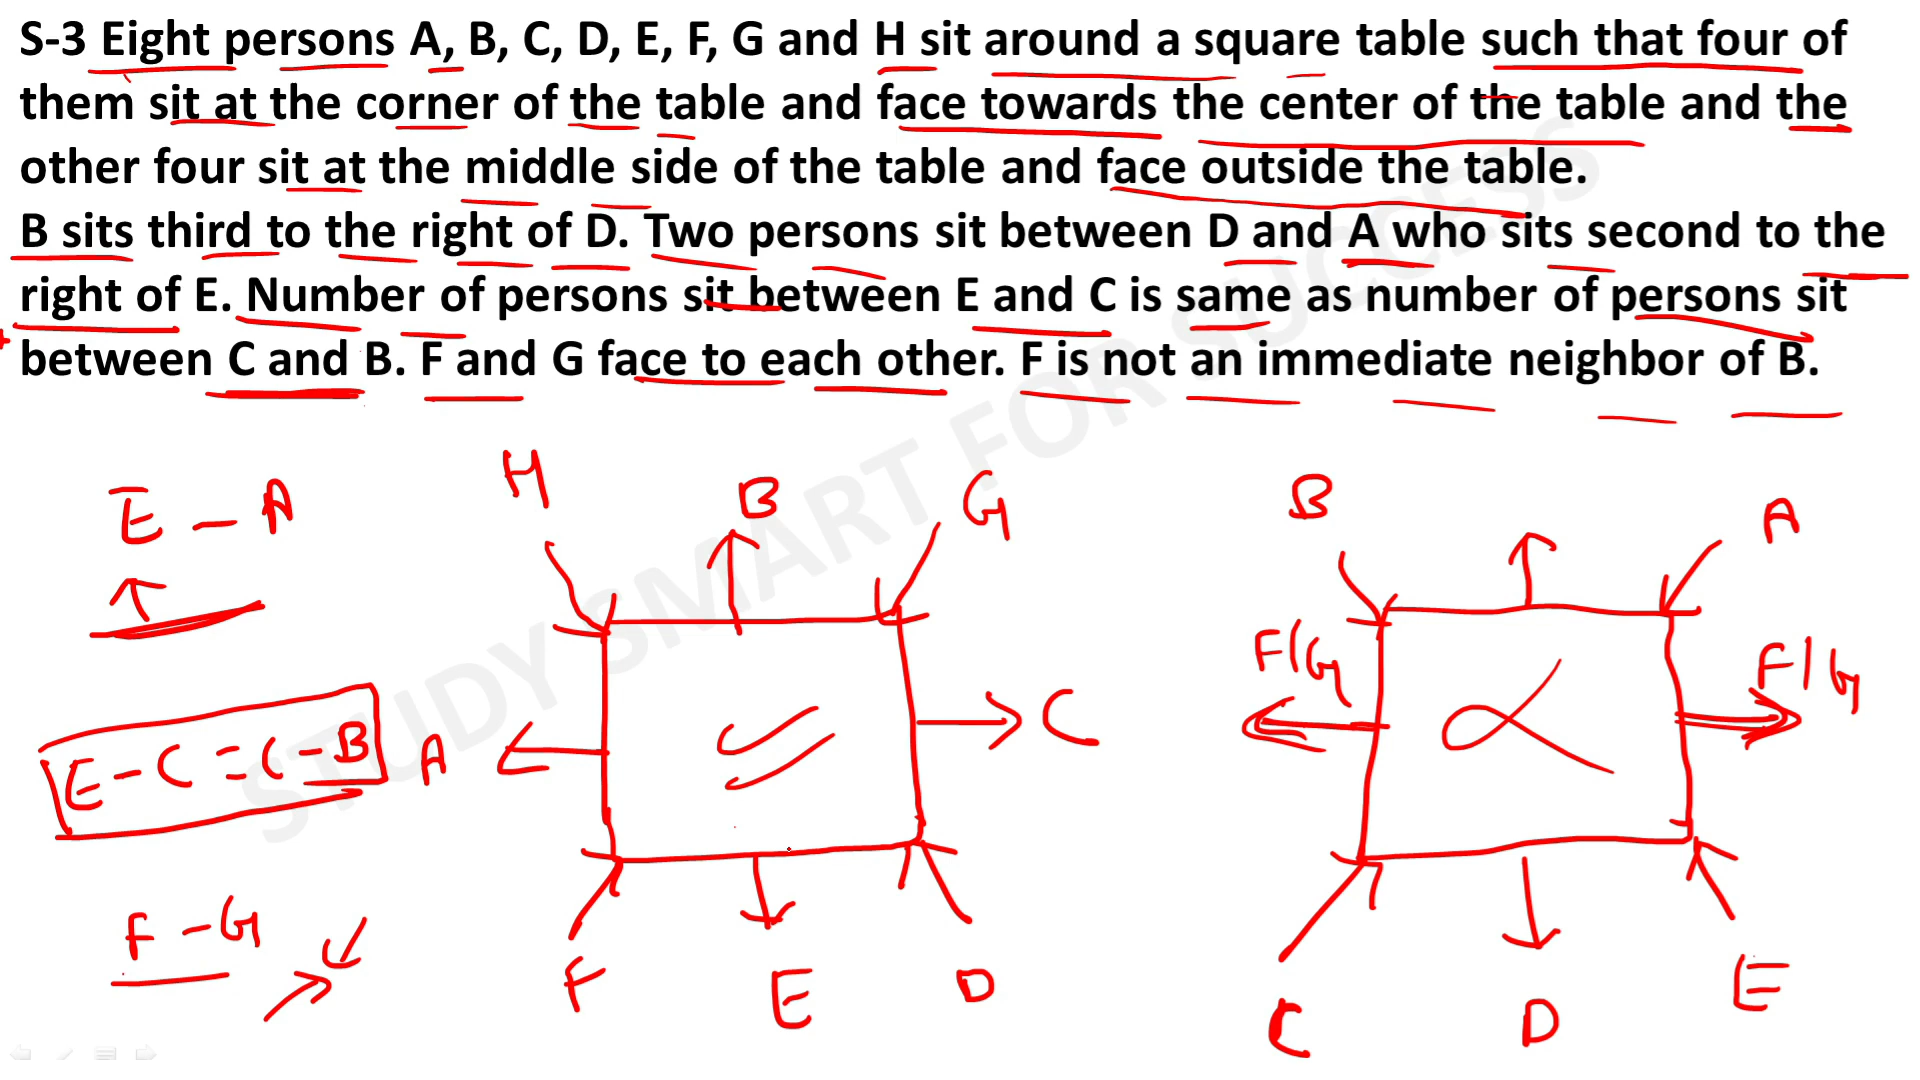 S-3 Eight persons A, B, C, D, E, F, G and H sit around a square table such that four of
them sit at the corner of the table and face towards the center of the table and the
other four sit at the middle side of the table and face outside the table.
B sits third to the right of D. Two persons sit between D and A who sits second to the
right of E. Number of persons sit between E and C is same as number of persons sit
between C and B. F and G face to each other. F is not an immediate neighbor of B.
STUDY SMART FOR SUCCESS
E – A
H B G
B A
F/G F/G
E – C = C – B
A C
F – G
F E D
C D E